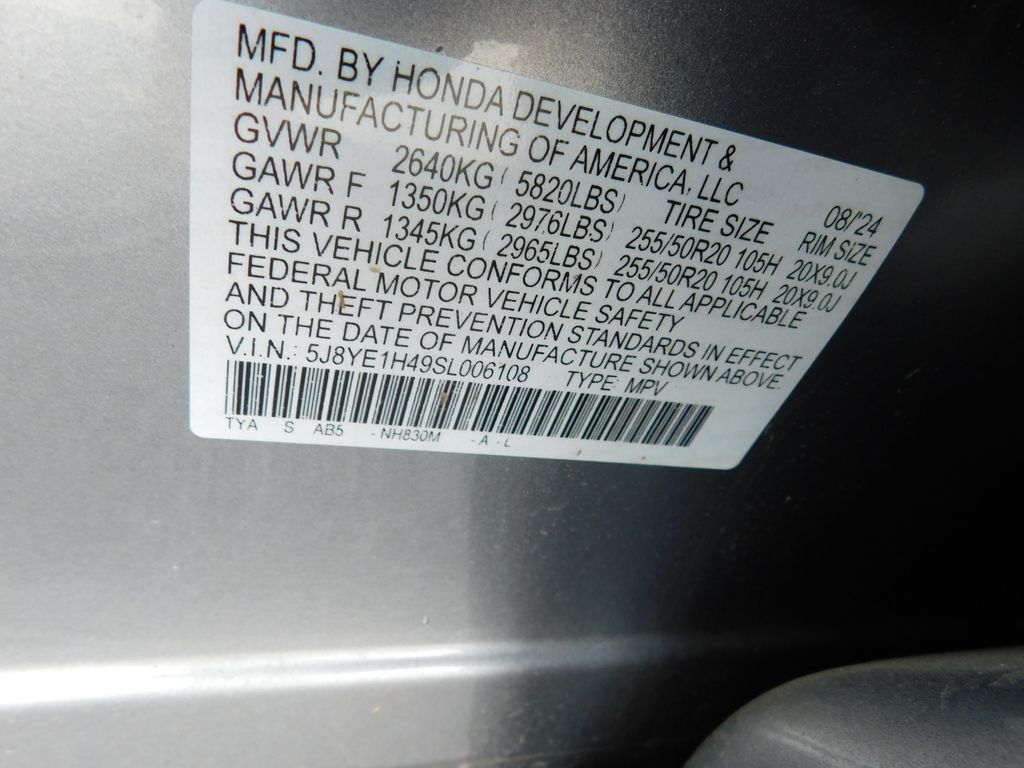 MFD. BY HONDA DEVELOPMENT &
MANUFACTURING OF AMERICA, LLC 08/'24
GVWR 2640KG ( 5820LBS) TIRE SIZE RIM SIZE
GAWR F 1350KG ( 2976LBS) 255/50R20 105H 20X9.0J
GAWR R 1345KG ( 2965LBS) 255/50R20 105H 20X9.0J
THIS VEHICLE CONFORMS TO ALL APPLICABLE
FEDERAL MOTOR VEHICLE SAFETY
AND THEFT PREVENTION STANDARDS IN EFFECT
ON THE DATE OF MANUFACTURE SHOWN ABOVE.
V.I.N.: 5J8YE1H49SL006108 TYPE: MPV
TYA S AB5 - NH830M - A - L